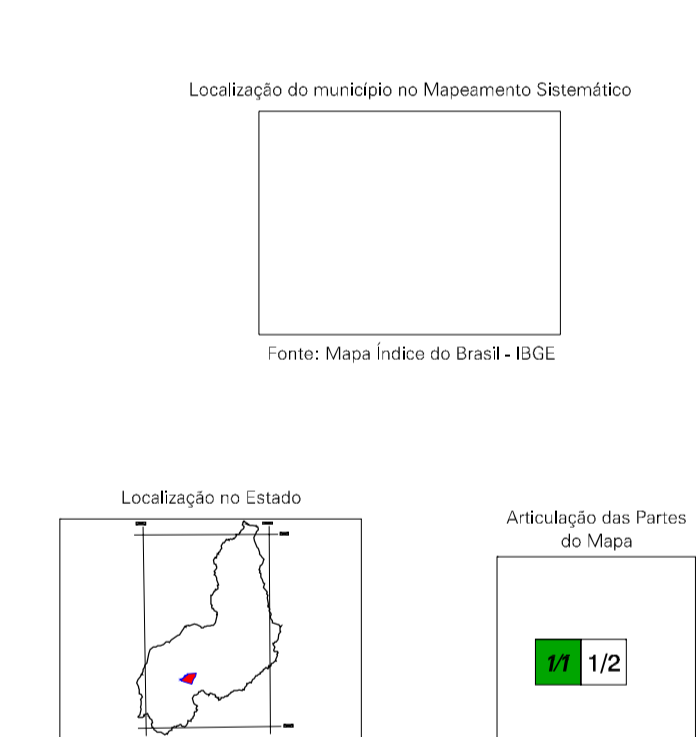 Localização do município no Mapeamento Sistemático
Fonte: Mapa Índice do Brasil - IBGE
Localização no Estado
Articulação das Partes
do Mapa
1/1 1/2